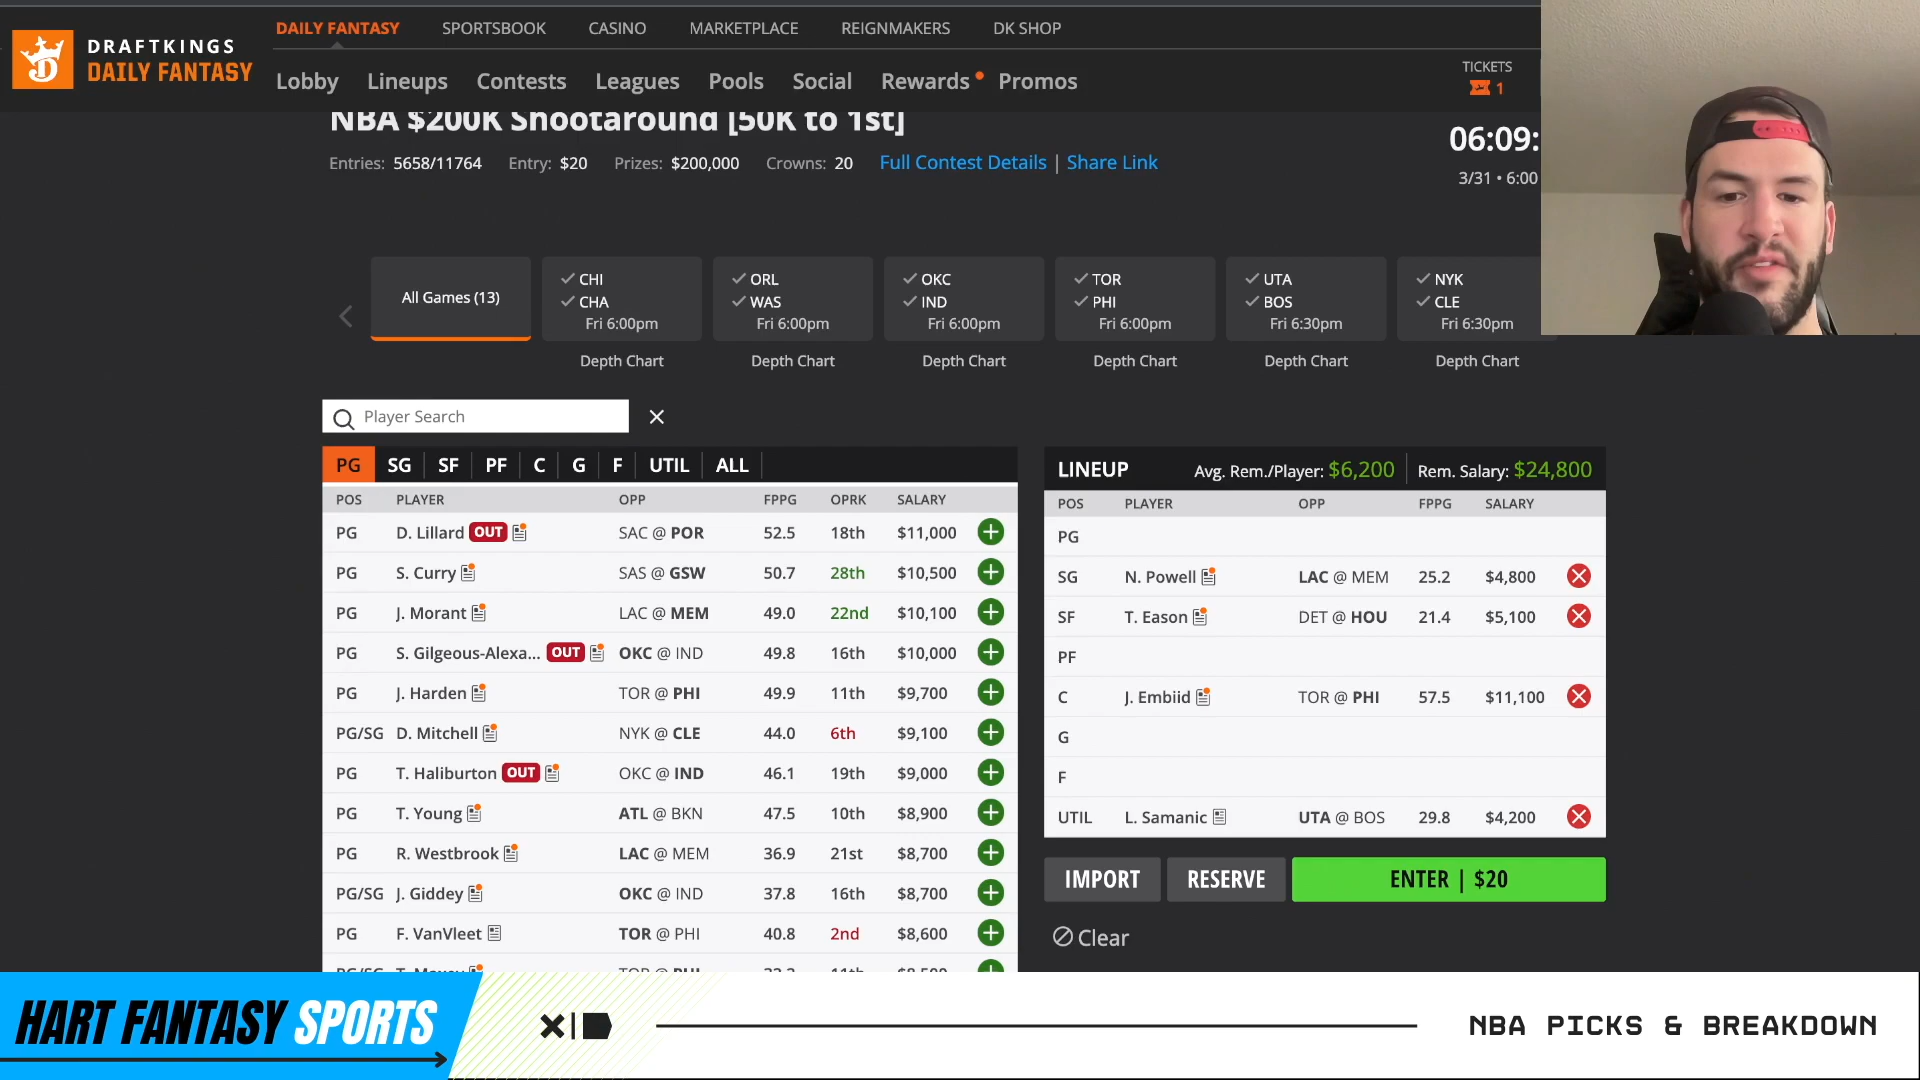 DAILY FANTASY SPORTSBOOK CASINO MARKETPLACE REIGNMAKERS DK SHOP
DRAFTKINGS
DAILY FANTASY
Lobby Lineups Contests Leagues Pools Social Rewards Promos
TICKETS
1
NBA $200K Shootaround [50K to 1st]
06:09:
Entries: 5658/11764 Entry: $20 Prizes: $200,000 Crowns: 20 Full Contest Details | Share Link
3/31 • 6:00
All Games (13)
CHI
CHA
Fri 6:00pm
Depth Chart
ORL
WAS
Fri 6:00pm
Depth Chart
OKC
IND
Fri 6:00pm
Depth Chart
TOR
PHI
Fri 6:00pm
Depth Chart
UTA
BOS
Fri 6:30pm
Depth Chart
NYK
CLE
Fri 6:30pm
Depth Chart
Player Search
PG SG SF PF C G F UTIL ALL
POS PLAYER OPP FPPG OPRK SALARY
PG D. Lillard OUT SAC @ POR 52.5 18th $11,000
PG S. Curry SAS @ GSW 50.7 28th $10,500
PG J. Morant LAC @ MEM 49.0 22nd $10,100
PG S. Gilgeous-Alexa... OUT OKC @ IND 49.8 16th $10,000
PG J. Harden TOR @ PHI 49.9 11th $9,700
PG/SG D. Mitchell NYK @ CLE 44.0 6th $9,100
PG T. Haliburton OUT OKC @ IND 46.1 19th $9,000
PG T. Young ATL @ BKN 47.5 10th $8,900
PG R. Westbrook LAC @ MEM 36.9 21st $8,700
PG/SG J. Giddey OKC @ IND 37.8 16th $8,700
PG F. VanVleet TOR @ PHI 40.8 2nd $8,600
LINEUP Avg. Rem./Player: $6,200 Rem. Salary: $24,800
POS PLAYER OPP FPPG SALARY
PG
SG N. Powell LAC @ MEM 25.2 $4,800
SF T. Eason DET @ HOU 21.4 $5,100
PF
C J. Embiid TOR @ PHI 57.5 $11,100
G
F
UTIL L. Samanic UTA @ BOS 29.8 $4,200
IMPORT RESERVE ENTER | $20
Clear
HART FANTASY SPORTS
NBA PICKS & BREAKDOWN